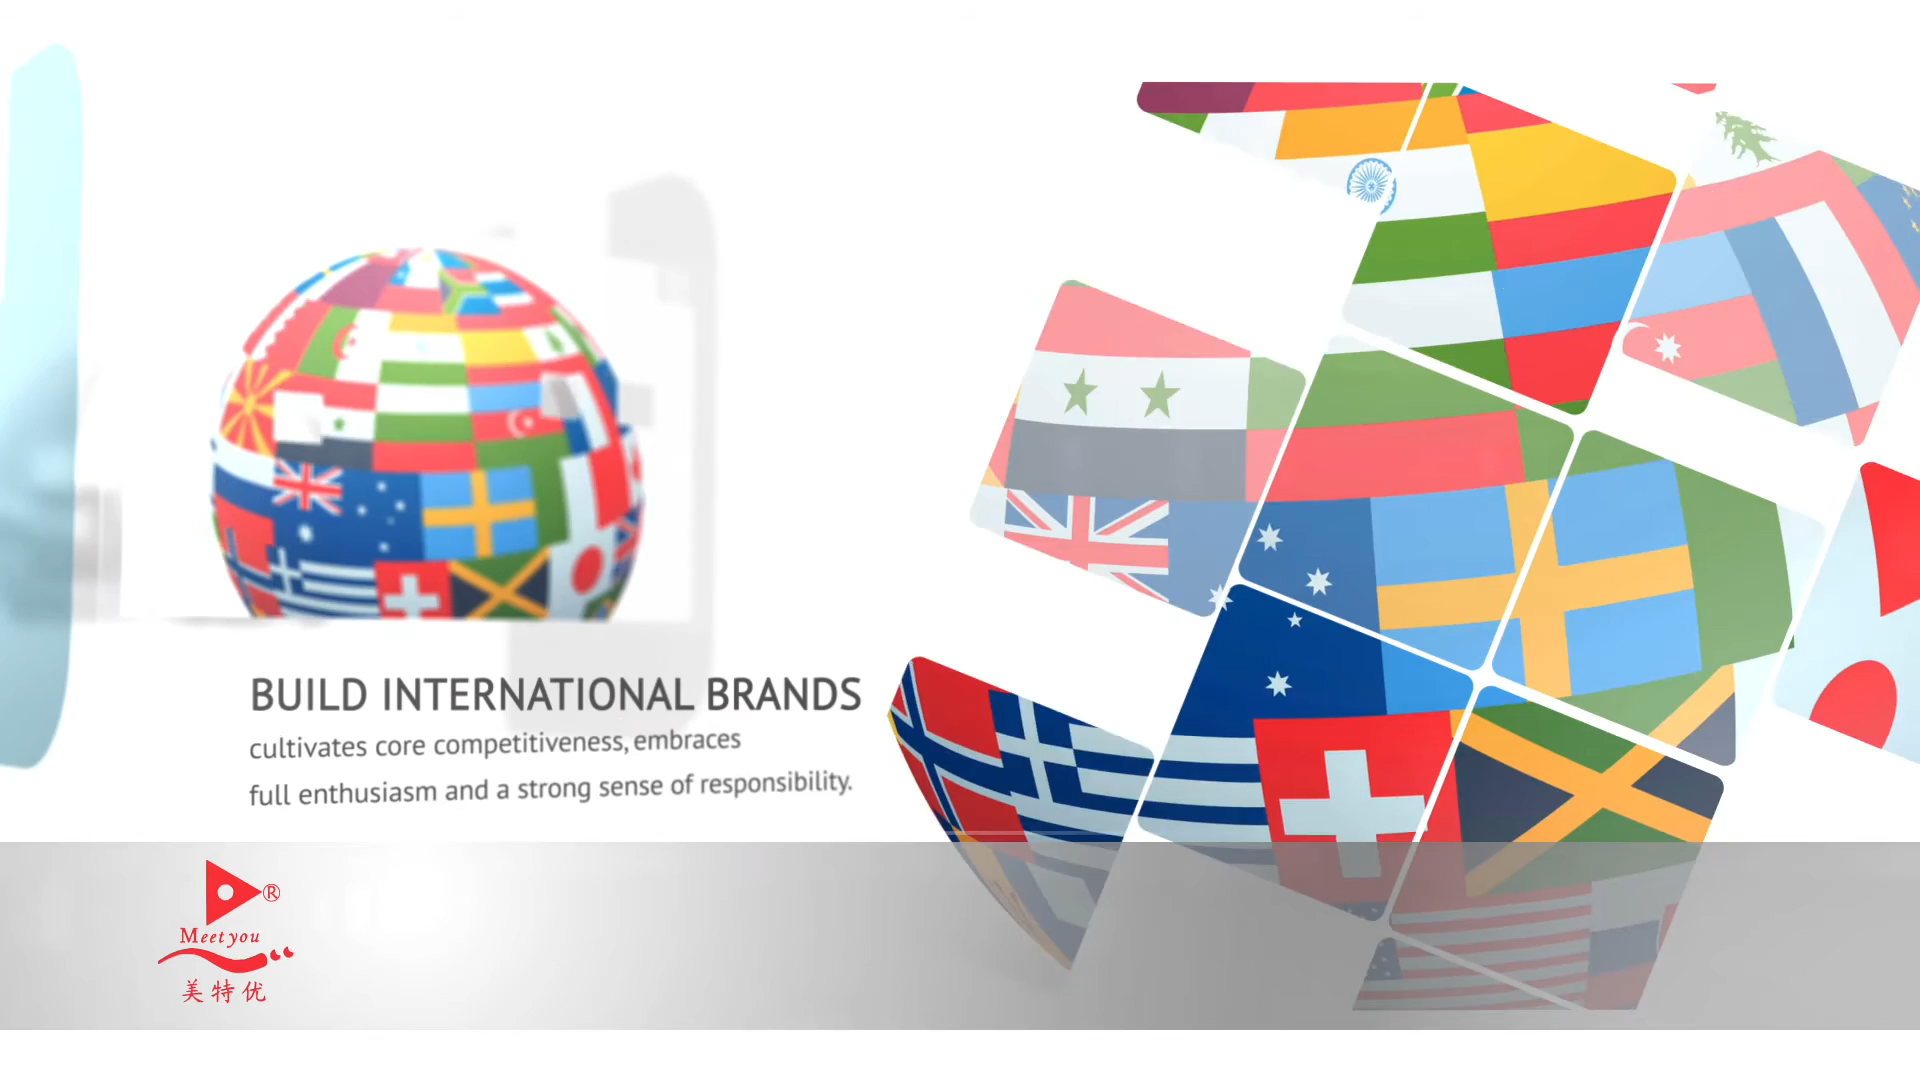 BUILD INTERNATIONAL BRANDS
cultivates core competitiveness, embraces
full enthusiasm and a strong sense of responsibility.
®
Meet you
美特优